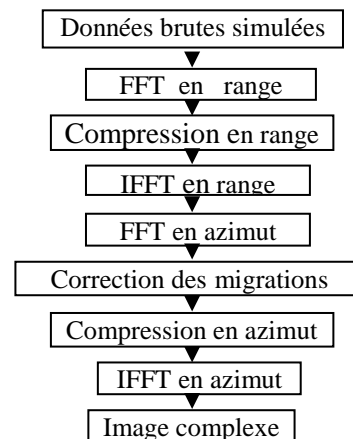 Données brutes simulées
FFT en range
Compression en range
IFFT en range
FFT en azimut
Correction des migrations
Compression en azimut
IFFT en azimut
Image complexe